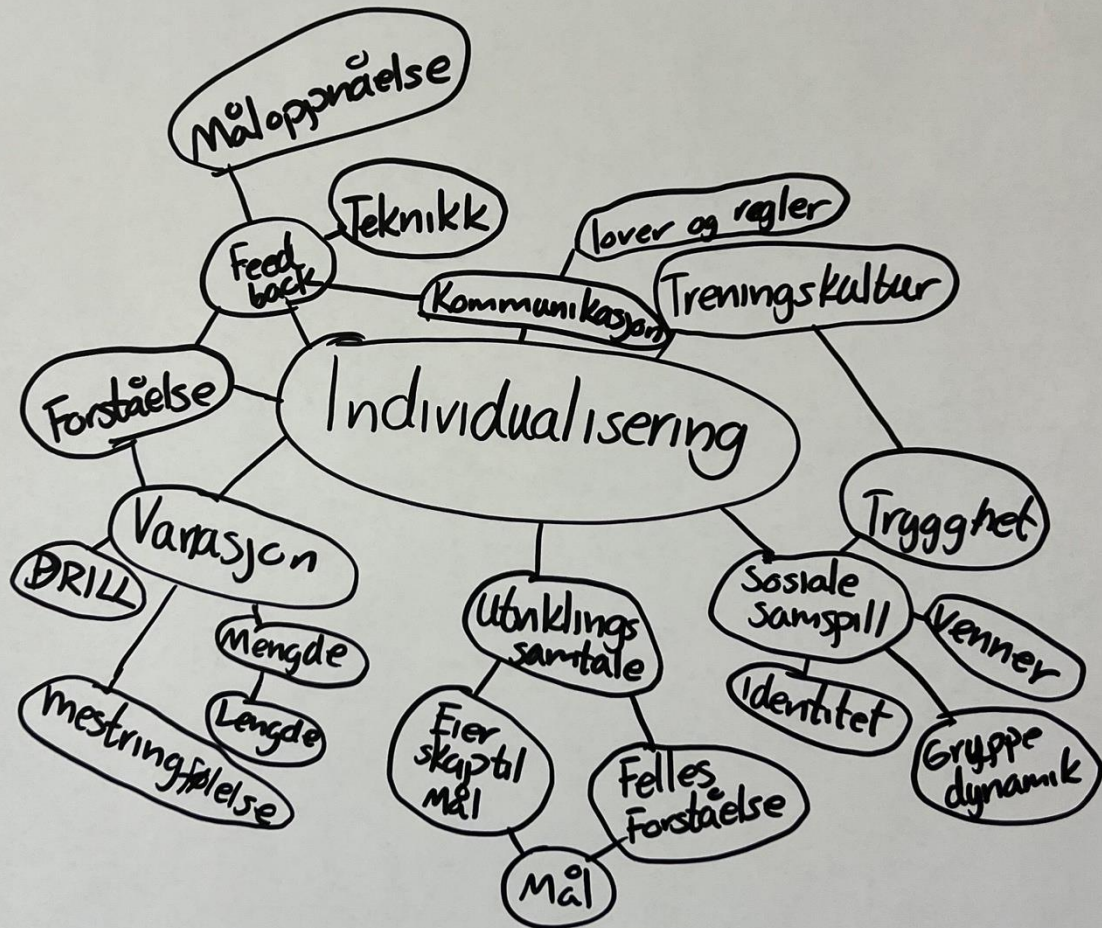 Måloppnåelse
Teknikk
lover og regler
Feed
back
Kommunikasjon
Treningskultur
Forståelse
Individualisering
Varasjon
Trygghet
DRILL
Sosiale
samspill
Venner
Utviklings
samtale
Mengde
Identitet
Lengde
mestringsfølelse
Eier
skap til
Mål
Felles
Forståelse
Gruppe
dynamik
Mål